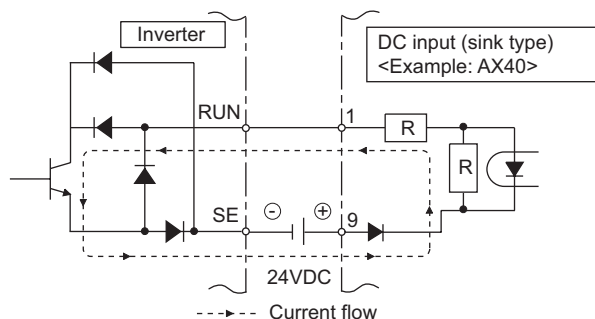 Inverter
DC input (sink type)
<Example: AX40>
RUN
1
R
R
SE
-
+
9
24VDC
Current flow